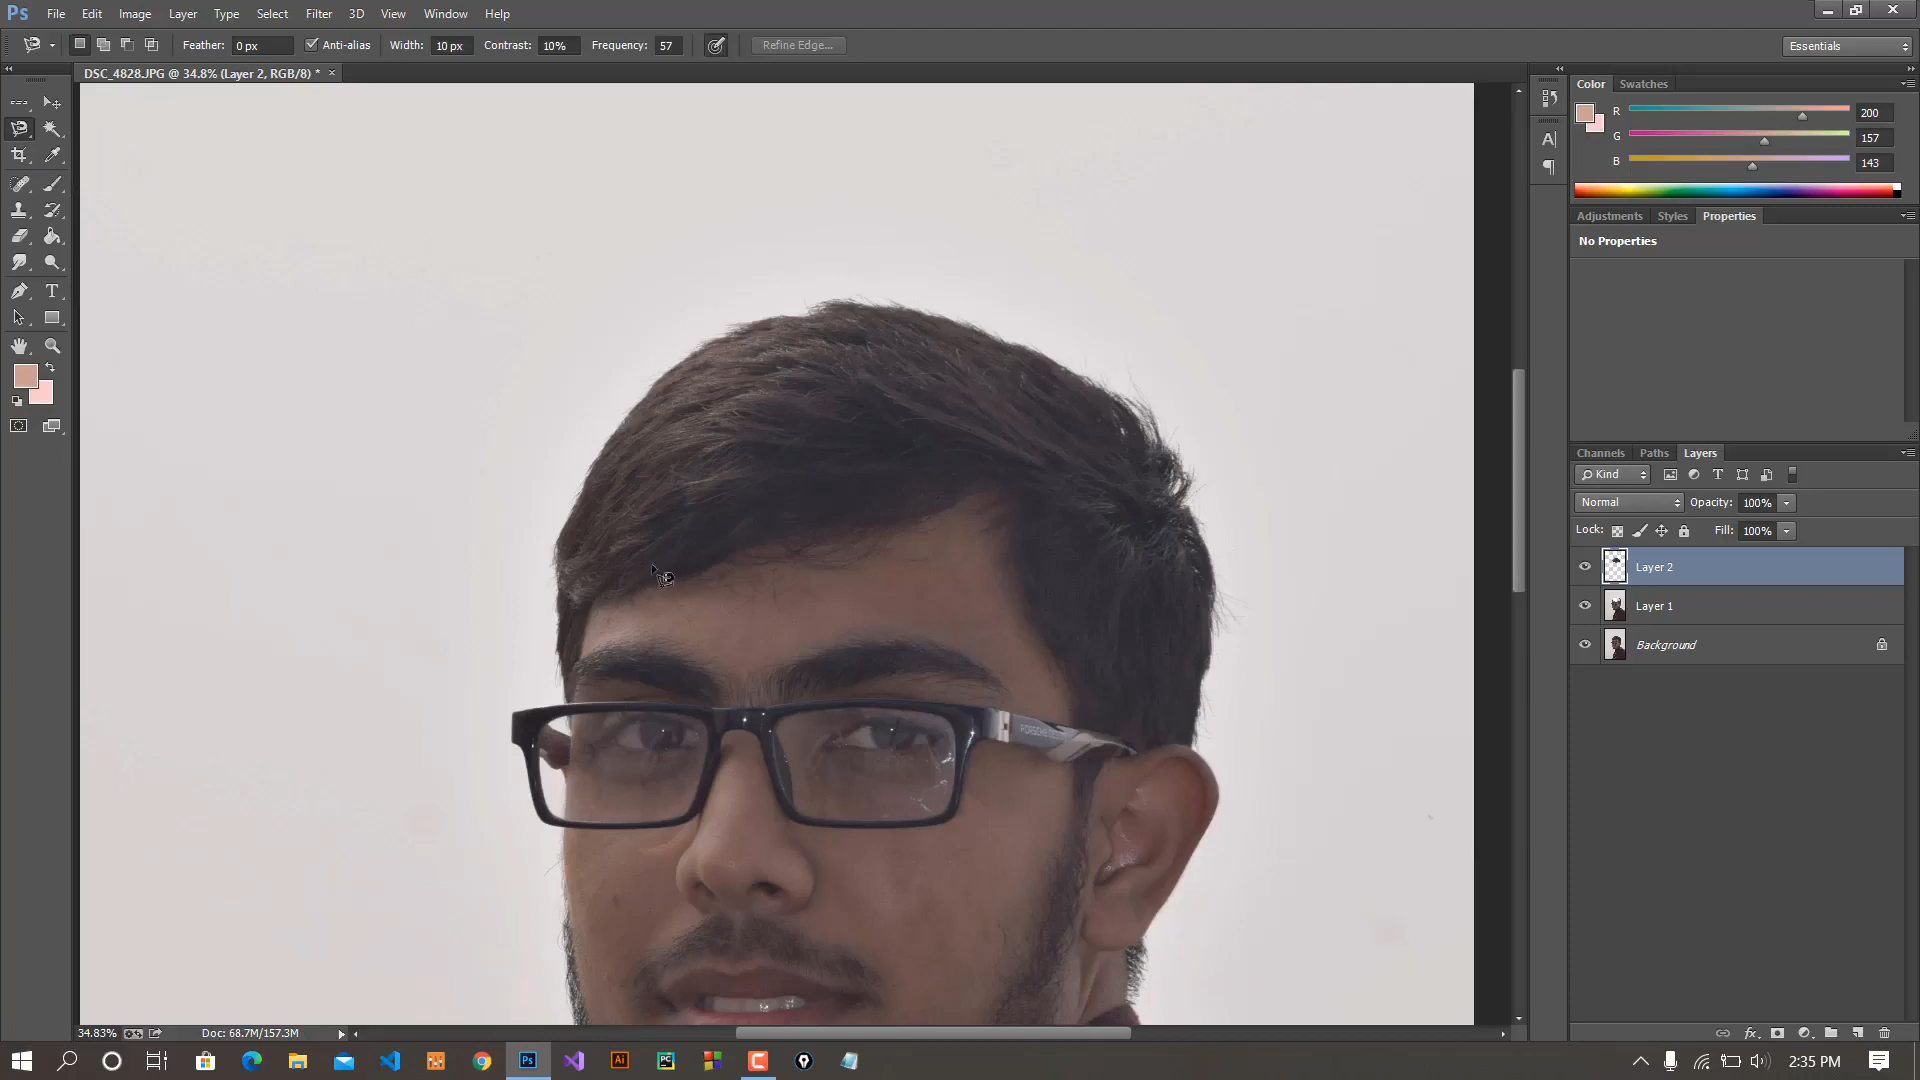 Ps File Edit Image Layer Type Select Filter 3D View Window Help
Feather: 0 px Anti-alias Width: 10 px Contrast: 10% Frequency: 57 Refine Edge... Essentials
DSC_4828.JPG @ 34.8% (Layer 2, RGB/8) *
Color Swatches
R 200
G 157
B 143
Adjustments Styles Properties
No Properties
Channels Paths Layers
Kind
Normal Opacity: 100%
Lock: Fill: 100%
Layer 2
Layer 1
Background
34.83% Doc: 68.7M/157.3M
2:35 PM